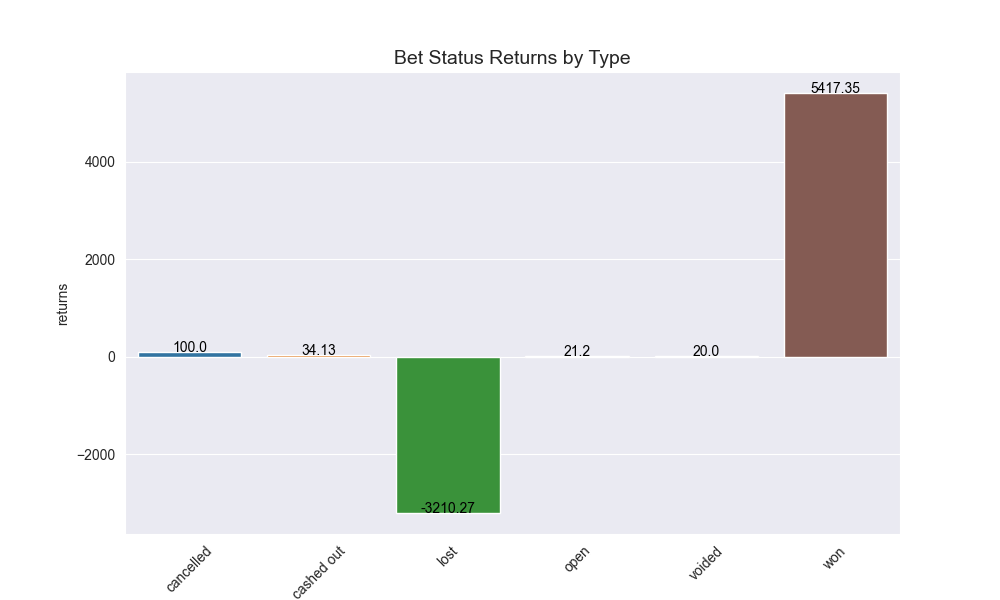 Bet Status Returns by Type
5417.35
4000
2000
returns
100.0
34.13
21.2
20.0
0
−2000
-3210.27
cancelled
cashed out
lost
open
voided
won